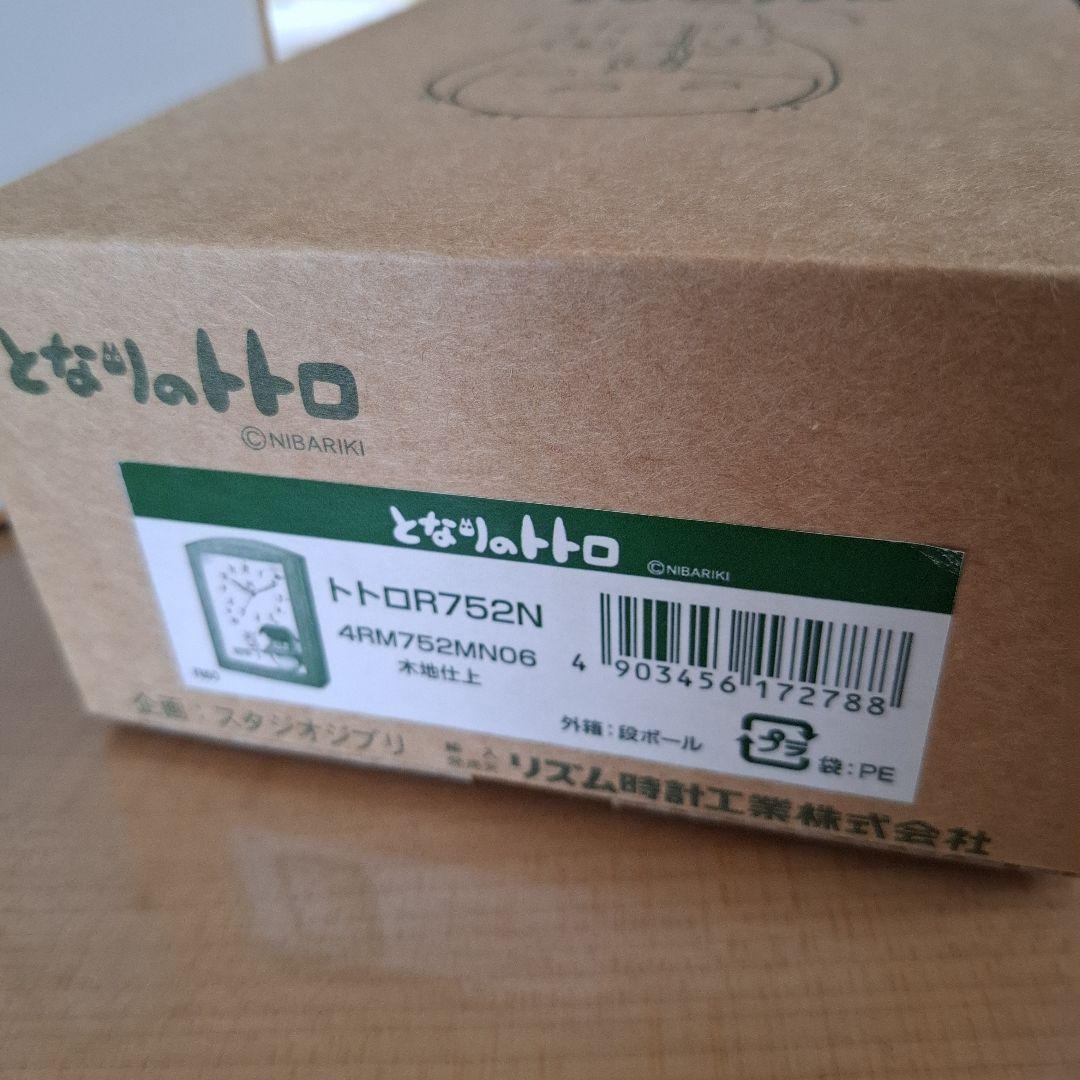 となりのトトロ
©NIBARIKI
となりのトトロ
©NIBARIKI
トトロR752N
4RM752MN06
木地仕上
4 903456 172788
外箱:段ボール
プラ
袋:PE
企画:スタジオジブリ
リズム時計工業株式会社